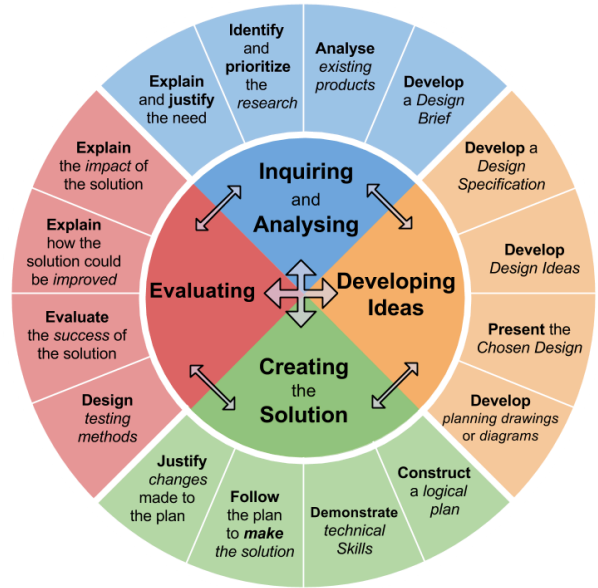 Explain
and justify
the need
Identify
and
prioritize
the
research
Analyse
existing
products
Develop
a Design
Brief
Develop a
Design
Specification
Develop
Design Ideas
Present the
Chosen Design
Develop
planning drawings
or diagrams
Construct
a logical
plan
Demonstrate
technical
Skills
Follow
the plan
to make
the solution
Justify
changes
made to
the plan
Design
testing
methods
Evaluate
the success of
the solution
Explain
how the
solution could
be improved
Explain
the impact of
the solution
Inquiring
and
Analysing
Developing
Ideas
Creating
the
Solution
Evaluating